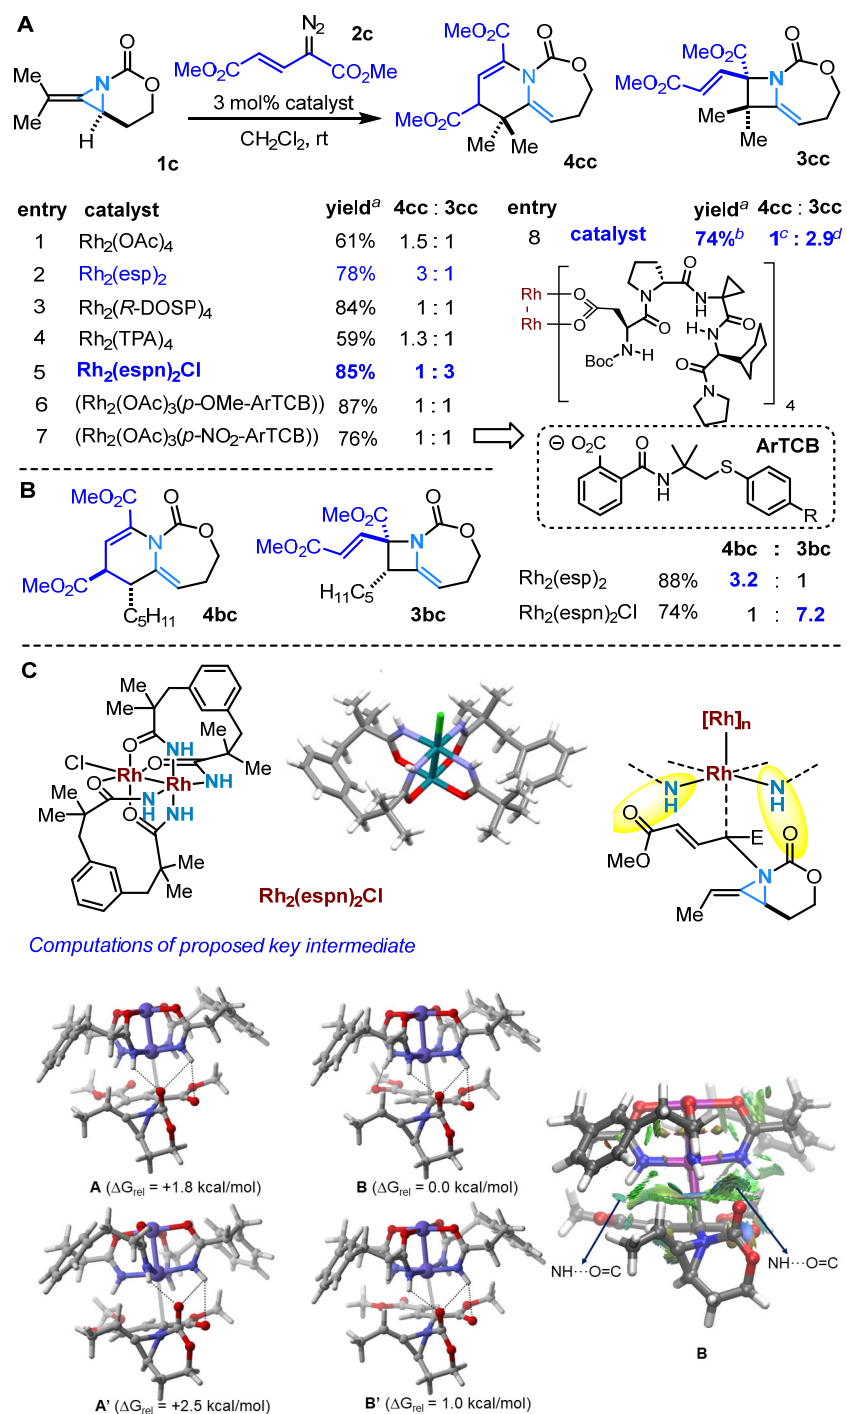 A
N2
2c
MeO2C
CO2Me
3 mol% catalyst
CH2Cl2, rt
Me
Me
N
O
O
H
1c
MeO2C
MeO2C
N
O
O
Me
Me
4cc
MeO2C
MeO2C
N
O
O
Me
Me
3cc
entry catalyst yieldᵃ 4cc : 3cc
1 Rh2(OAc)4 61% 1.5 : 1
2 Rh2(esp)2 78% 3 : 1
3 Rh2(R-DOSP)4 84% 1 : 1
4 Rh2(TPA)4 59% 1.3 : 1
5 Rh2(espn)2Cl 85% 1 : 3
6 (Rh2(OAc)3(p-OMe-ArTCB)) 87% 1 : 1
7 (Rh2(OAc)3(p-NO2-ArTCB)) 76% 1 : 1
entry yieldᵃ 4cc : 3cc
8 catalyst 74%ᵇ 1ᶜ : 2.9ᵈ
Rh
Rh
O
O
O
N
O
NH
O
N-H
H
Boc
N
O
N
4
⊖ O2C
O
N
H
S
R
ArTCB
B
MeO2C
MeO2C
N
O
O
C5H11
4bc
MeO2C
MeO2C
N
O
O
H11C5
3bc
4bc : 3bc
Rh2(esp)2 88% 3.2 : 1
Rh2(espn)2Cl 74% 1 : 7.2
C
Me
Me
O
NH
Cl
Rh
O
Me
Me
Rh
NH
O
N
H
NH
Me
Me
O
Me
Me
Rh2(espn)2Cl
[Rh]n
Rh
N
H
N
H
O
MeO
E
O
N
O
Me
Computations of proposed key intermediate
A (ΔGrel = +1.8 kcal/mol)
B (ΔGrel = 0.0 kcal/mol)
A' (ΔGrel = +2.5 kcal/mol)
B' (ΔGrel = 1.0 kcal/mol)
NH···O=C
NH···O=C
B